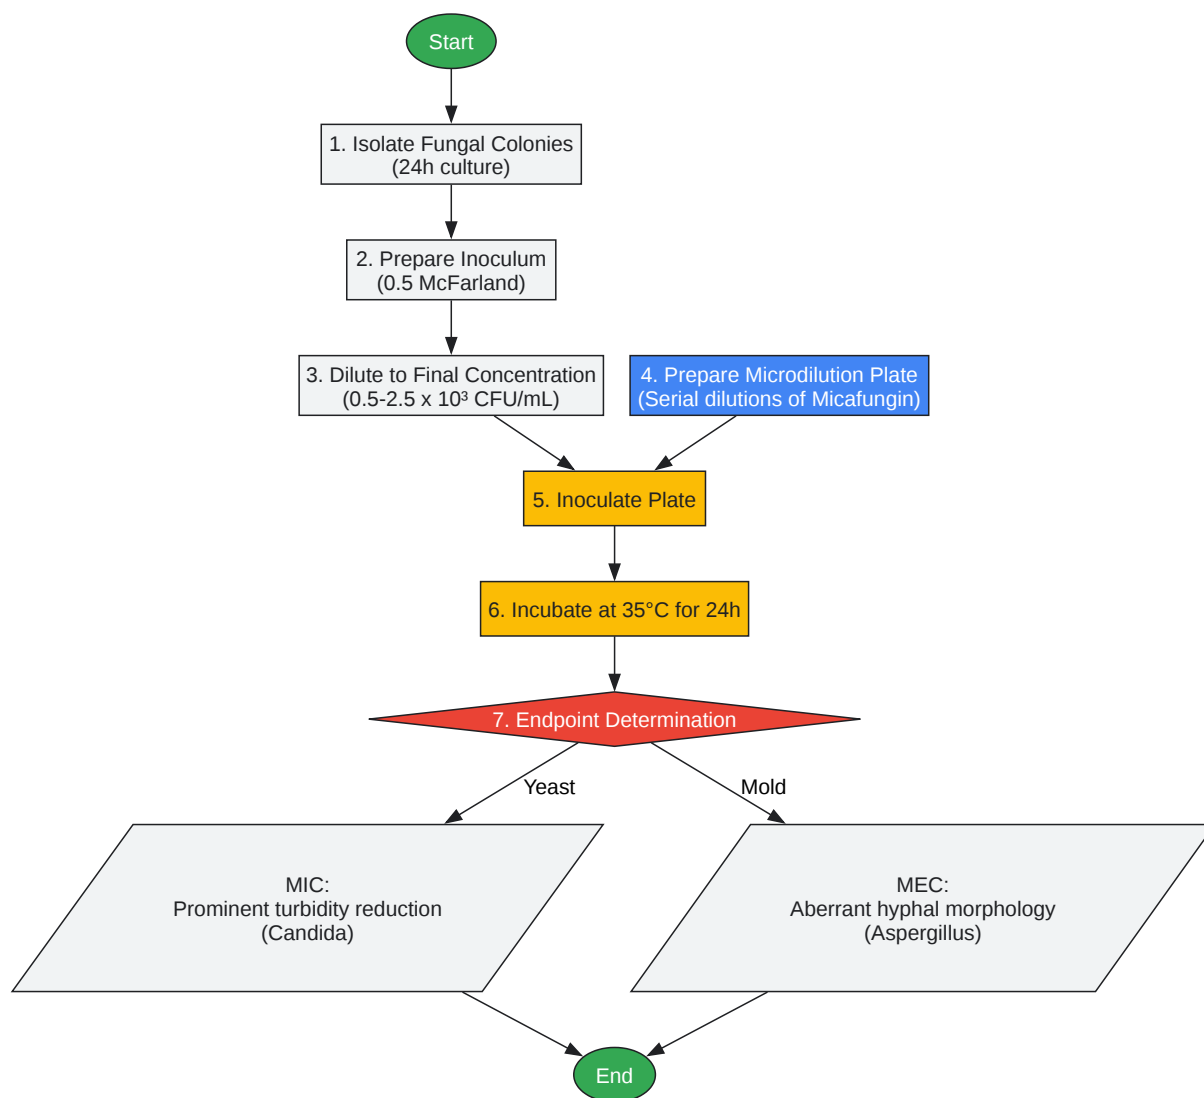 Start
1. Isolate Fungal Colonies
(24h culture)
2. Prepare Inoculum
(0.5 McFarland)
3. Dilute to Final Concentration
(0.5-2.5 x 10³ CFU/mL)
4. Prepare Microdilution Plate
(Serial dilutions of Micafungin)
5. Inoculate Plate
6. Incubate at 35°C for 24h
7. Endpoint Determination
Yeast
Mold
MIC:
Prominent turbidity reduction
(Candida)
MEC:
Aberrant hyphal morphology
(Aspergillus)
End